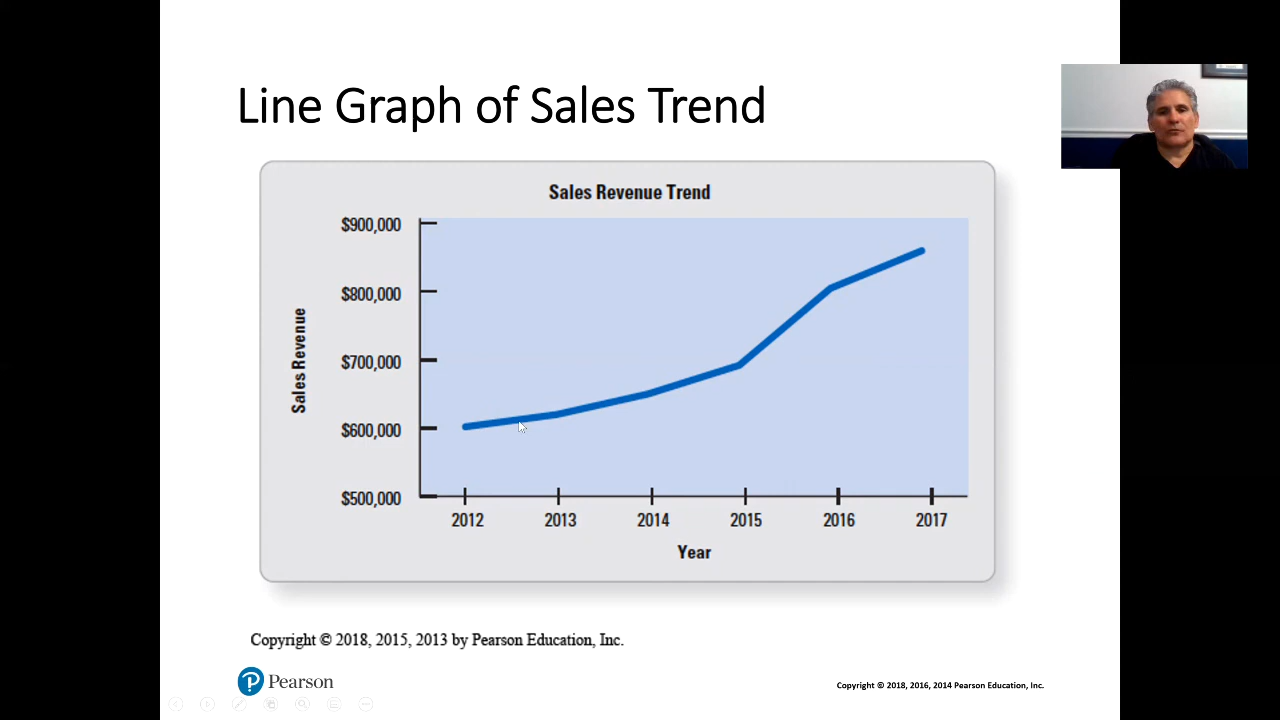 Line Graph of Sales Trend
Sales Revenue Trend
$900,000
$800,000
$700,000
$600,000
$500,000
Sales Revenue
2012 2013 2014 2015 2016 2017
Year
Copyright © 2018, 2015, 2013 by Pearson Education, Inc.
P Pearson
Copyright © 2018, 2016, 2014 Pearson Education, Inc.